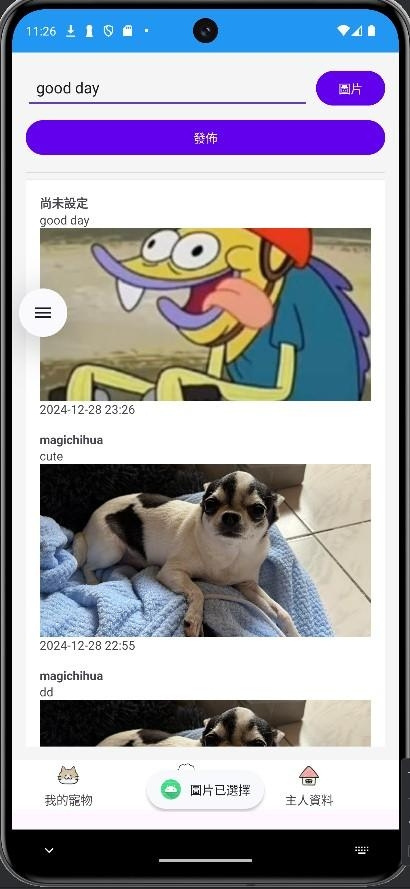 11:26
good day
圖片
發佈
尚未設定
good day
2024-12-28 23:26
magichihua
cute
2024-12-28 22:55
magichihua
dd
我的寵物
圖片已選擇
主人資料